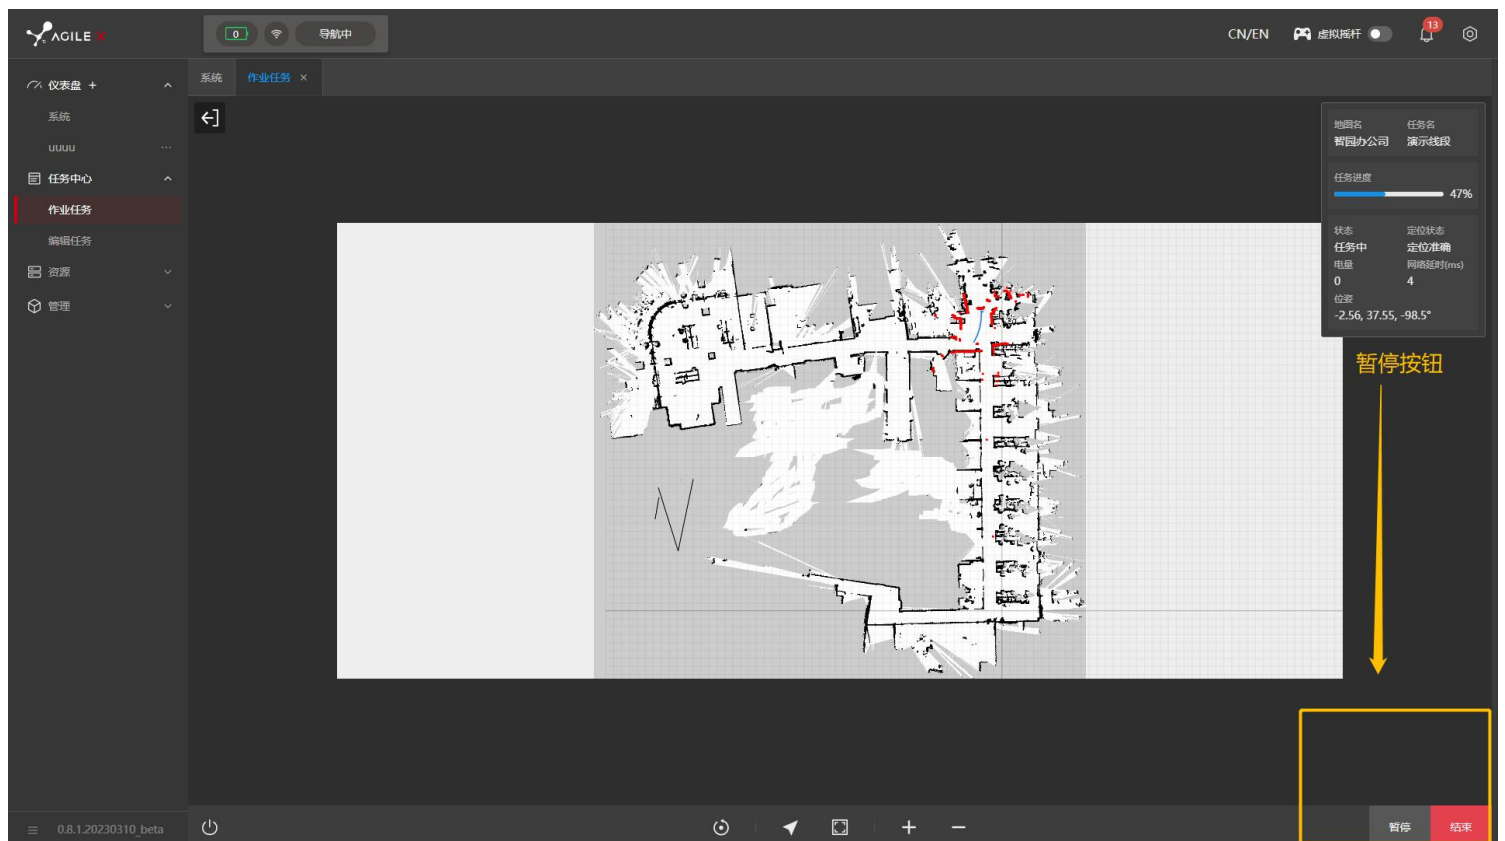 AGILE X
0
导航中
CN/EN
虚拟摇杆
13
仪表盘 +
系统
uuuu
任务中心
作业任务
编辑任务
资源
管理
0.8.1.20230310_beta
系统
作业任务 ×
地图名 任务名
智园办公司 演示线段
任务进度
47%
状态 定位状态
任务中 定位准确
电量 网络延时(ms)
0 4
位姿
-2.56, 37.55, -98.5°
暂停按钮
暂停
结束